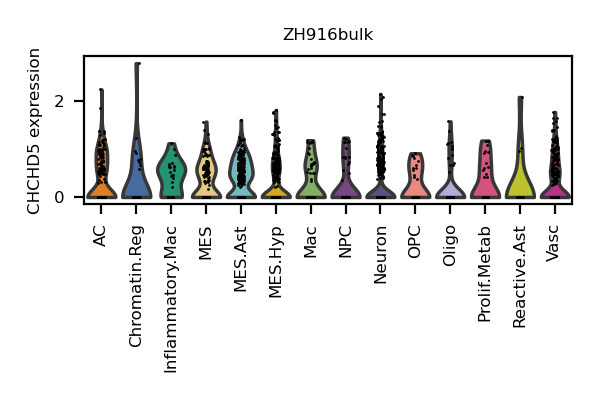 ZH916bulk
CHCHD5 expression
2
0
AC
Chromatin.Reg
Inflammatory.Mac
MES
MES.Ast
MES.Hyp
Mac
NPC
Neuron
OPC
Oligo
Prolif.Metab
Reactive.Ast
Vasc